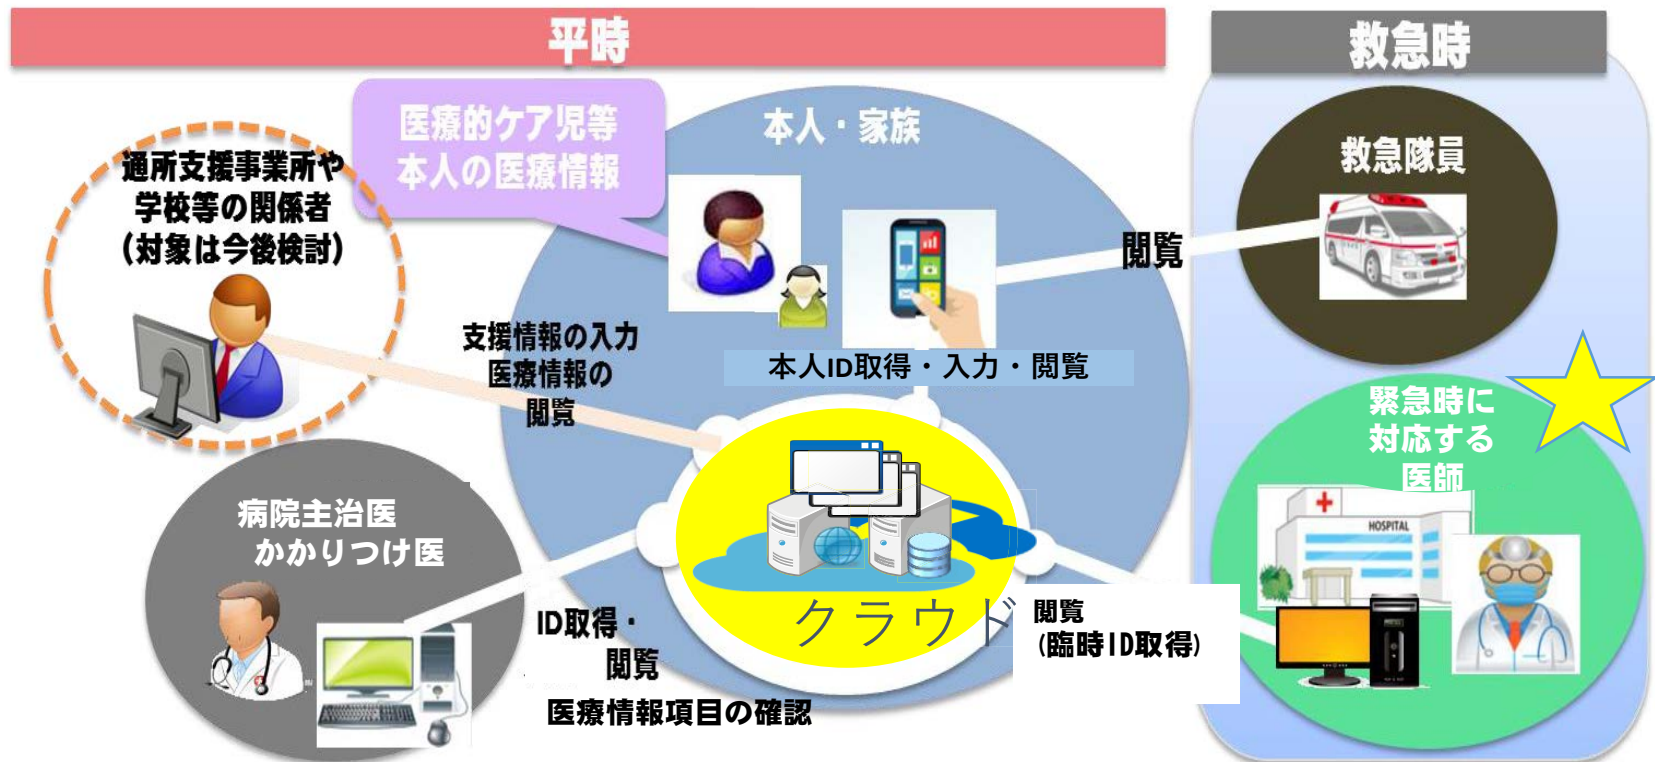 平時
救急時
医療的ケア児等
本人の医療情報
本人・家族
通所支援事業所や
学校等の関係者
(対象は今後検討)
救急隊員
閲覧
支援情報の入力
医療情報の
閲覧
本人ID取得・入力・閲覧
緊急時に
対応する
医師
HOSPITAL
病院主治医
かかりつけ医
クラウド
ID取得・
閲覧
医療情報項目の確認
閲覧
(臨時ID取得)